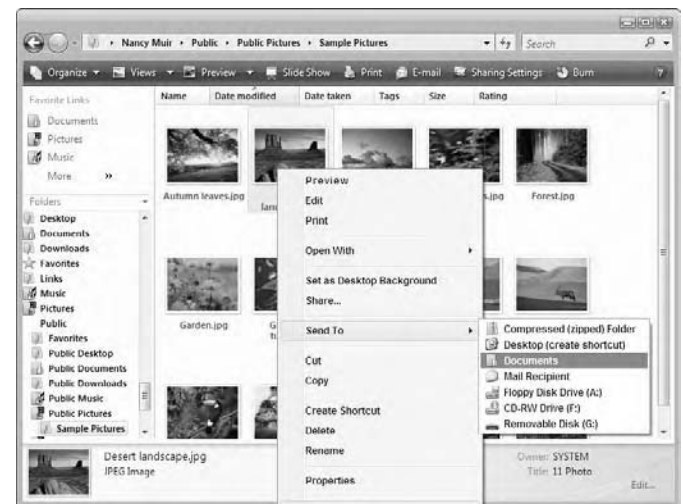 Nancy Muir ▸ Public ▸ Public Pictures ▸ Sample Pictures
Search
Organize Views Preview Slide Show Print E-mail Sharing Settings Burn ?
Favorite Links
Documents
Pictures
Music
More »
Folders
Desktop
Documents
Downloads
Favorites
Links
Music
Pictures
Public
Favorites
Public Desktop
Public Documents
Public Downloads
Public Music
Public Pictures
Sample Pictures
Name Date modified Date taken Tags Size Rating
Autumn leaves.jpg
Forest.jpg
Garden.jpg
Preview
Edit
Print
Open With
Set as Desktop Background
Share...
Send To
Cut
Copy
Create Shortcut
Delete
Rename
Properties
Compressed (zipped) Folder
Desktop (create shortcut)
Documents
Mail Recipient
Floppy Disk Drive (A:)
CD-RW Drive (F:)
Removable Disk (G:)
Desert landscape.jpg
JPEG Image
Owner: SYSTEM
Title: 11 Photo
Edit...